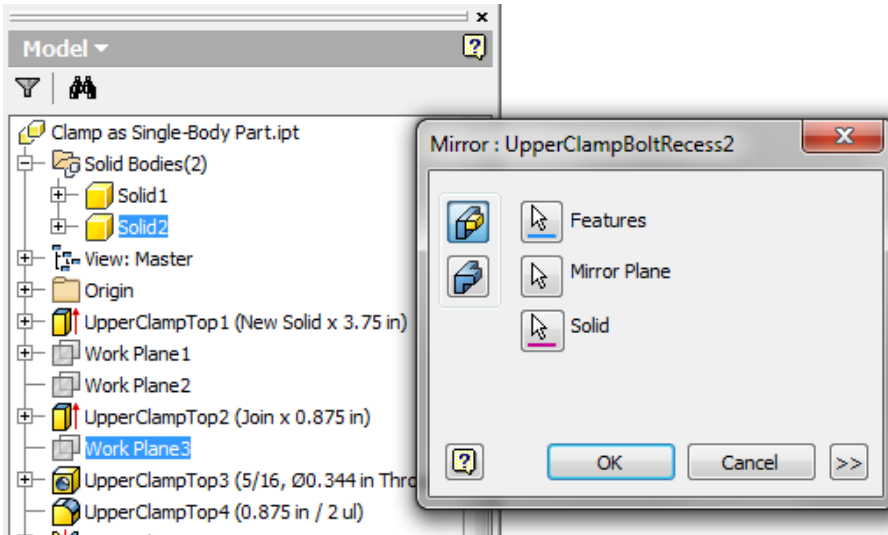 Model
Clamp as Single-Body Part.ipt
Solid Bodies(2)
Solid1
Solid2
View: Master
Origin
UpperClampTop1 (New Solid x 3.75 in)
Work Plane1
Work Plane2
UpperClampTop2 (Join x 0.875 in)
Work Plane3
UpperClampTop3 (5/16, Ø0.344 in Thro
UpperClampTop4 (0.875 in / 2 ul)
Mirror : UpperClampBoltRecess2
Features
Mirror Plane
Solid
OK Cancel >>